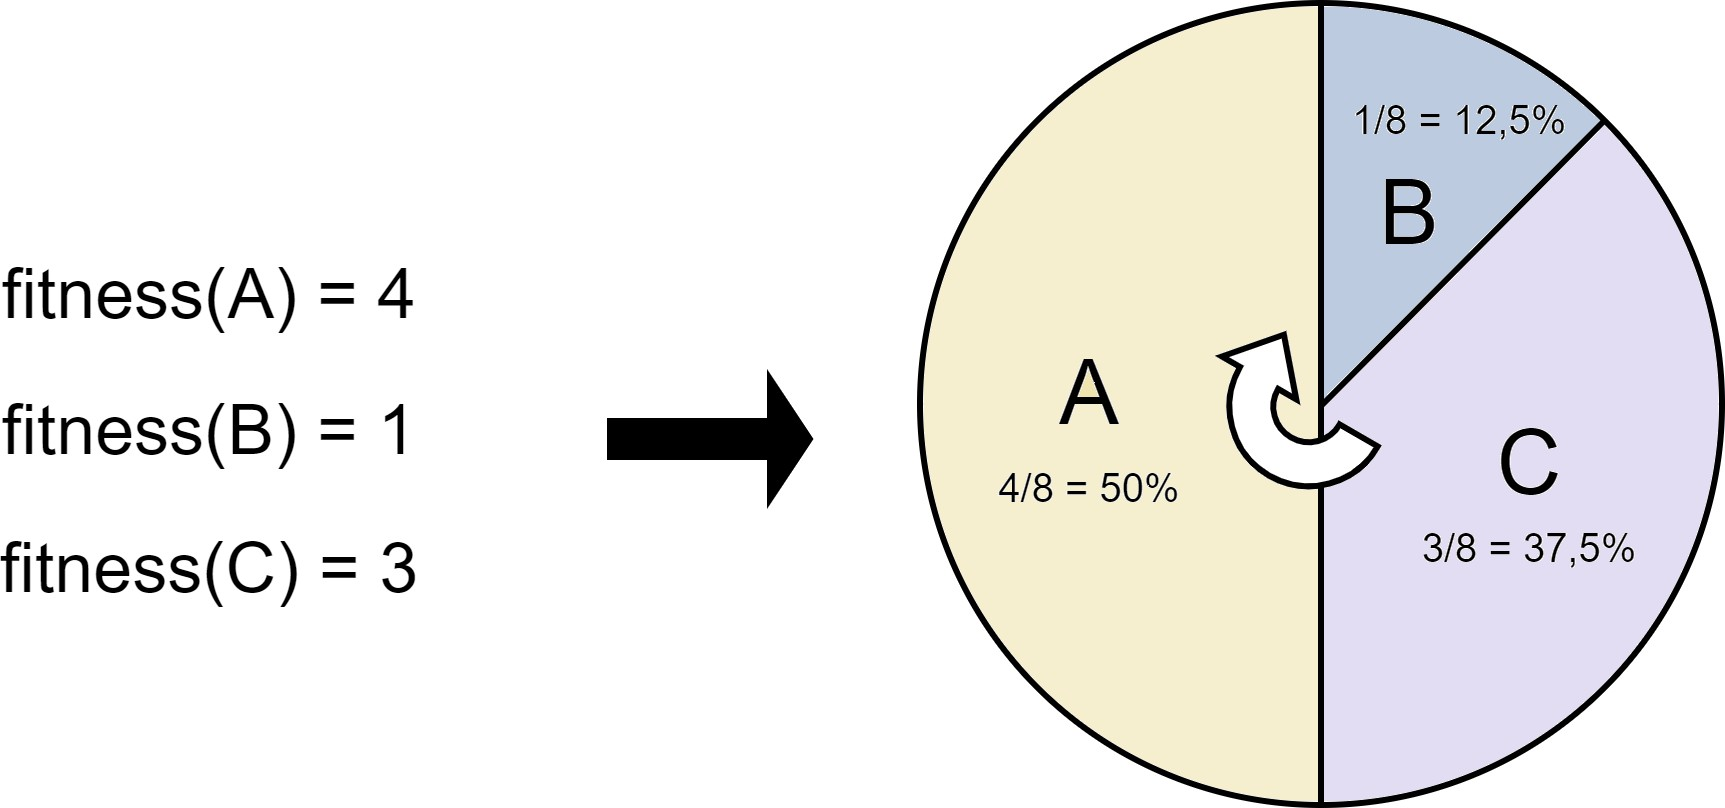 fitness(A) = 4
fitness(B) = 1
fitness(C) = 3
1/8 = 12,5%
B
A
4/8 = 50%
C
3/8 = 37,5%